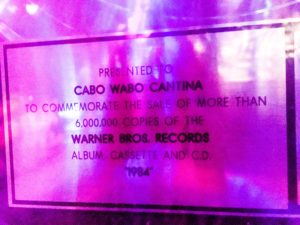 PRESENTED TO
CABO WABO CANTINA
TO COMMEMORATE THE SALE OF MORE THAN
6,000,000 COPIES OF THE
WARNER BROS. RECORDS
ALBUM, CASSETTE AND C.D.
"1984"